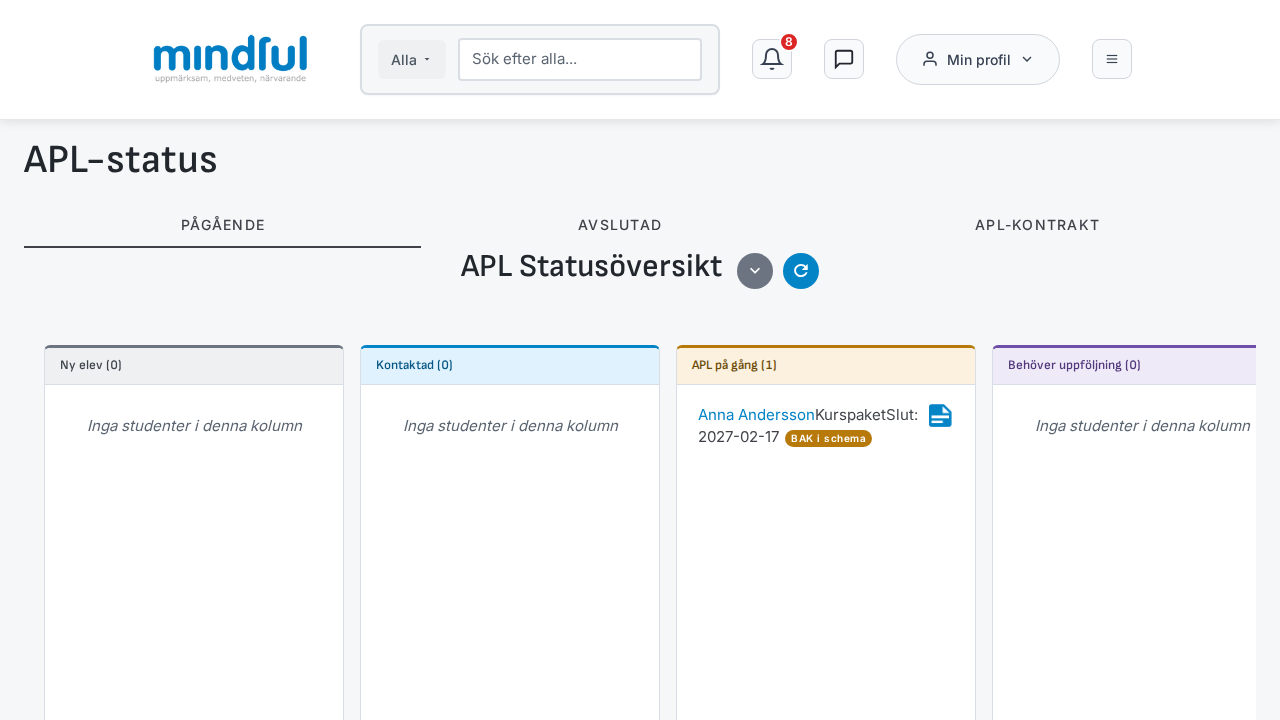 mindful
uppmärksam, medveten, närvarande
Alla
Sök efter alla...
8
Min profil
APL-status
PÅGÅENDE
AVSLUTAD
APL-KONTRAKT
APL Statusöversikt
Ny elev (0)
Kontaktad (0)
APL på gång (1)
Behöver uppföljning (0)
Inga studenter i denna kolumn
Inga studenter i denna kolumn
Anna AnderssonKurspaketSlut:
2027-02-17 BAK i schema
Inga studenter i denna kolumn